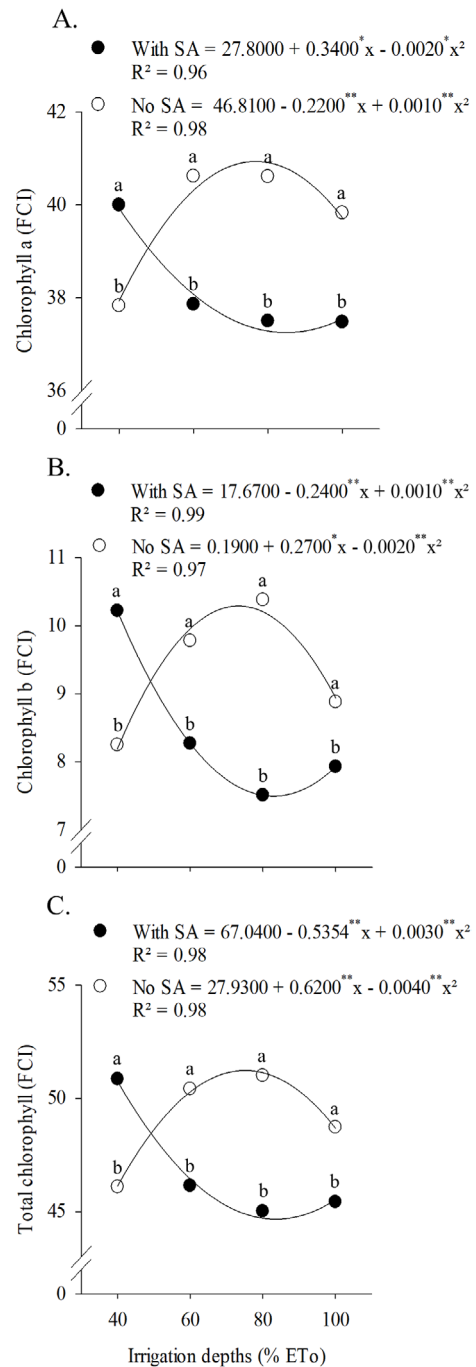 A.
With SA = 27.8000 + 0.3400*x - 0.0020*x²
R² = 0.96
No SA = 46.8100 - 0.2200**x + 0.0010**x²
R² = 0.98
42
40
38
36
0
Chlorophyll a (FCI)
a
b
a
b
a
b
a
b
B.
With SA = 17.6700 - 0.2400**x + 0.0010**x²
R² = 0.99
No SA = 0.1900 + 0.2700*x - 0.0020**x²
R² = 0.97
11
10
9
8
7
0
Chlorophyll b (FCI)
a
b
a
b
a
b
a
b
C.
With SA = 67.0400 - 0.5354**x + 0.0030**x²
R² = 0.98
No SA = 27.9300 + 0.6200**x - 0.0040**x²
R² = 0.98
55
50
45
0
Total chlorophyll (FCI)
a
b
a
b
a
b
a
b
40 60 80 100
Irrigation depths (% ETo)